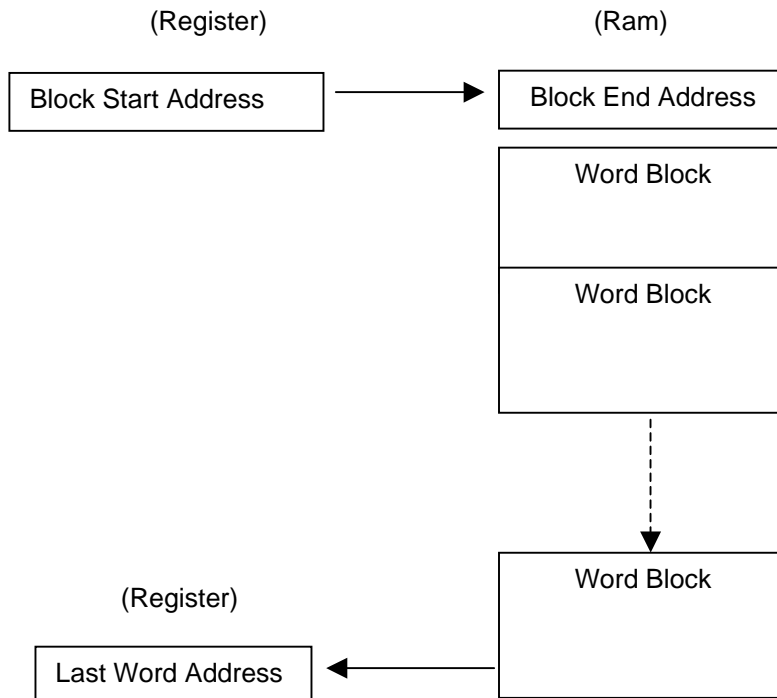 (Register)
(Ram)
Block Start Address
Block End Address
Word Block
Word Block
Word Block
(Register)
Last Word Address